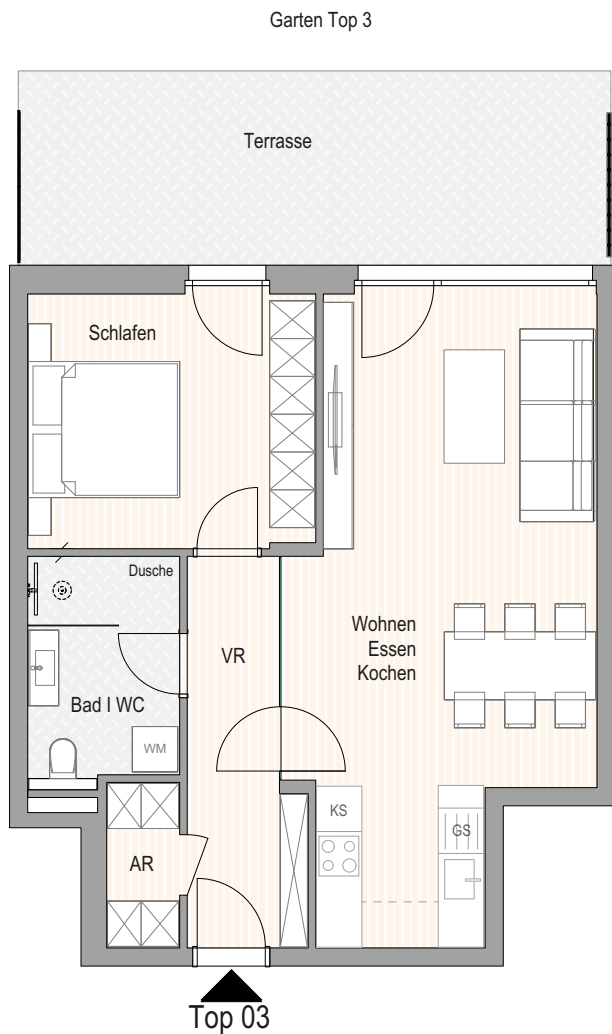 Garten Top 3
Terrasse
Schlafen
Dusche
Wohnen
Essen
Kochen
VR
Bad I WC
WM
KS
GS
AR
Top 03